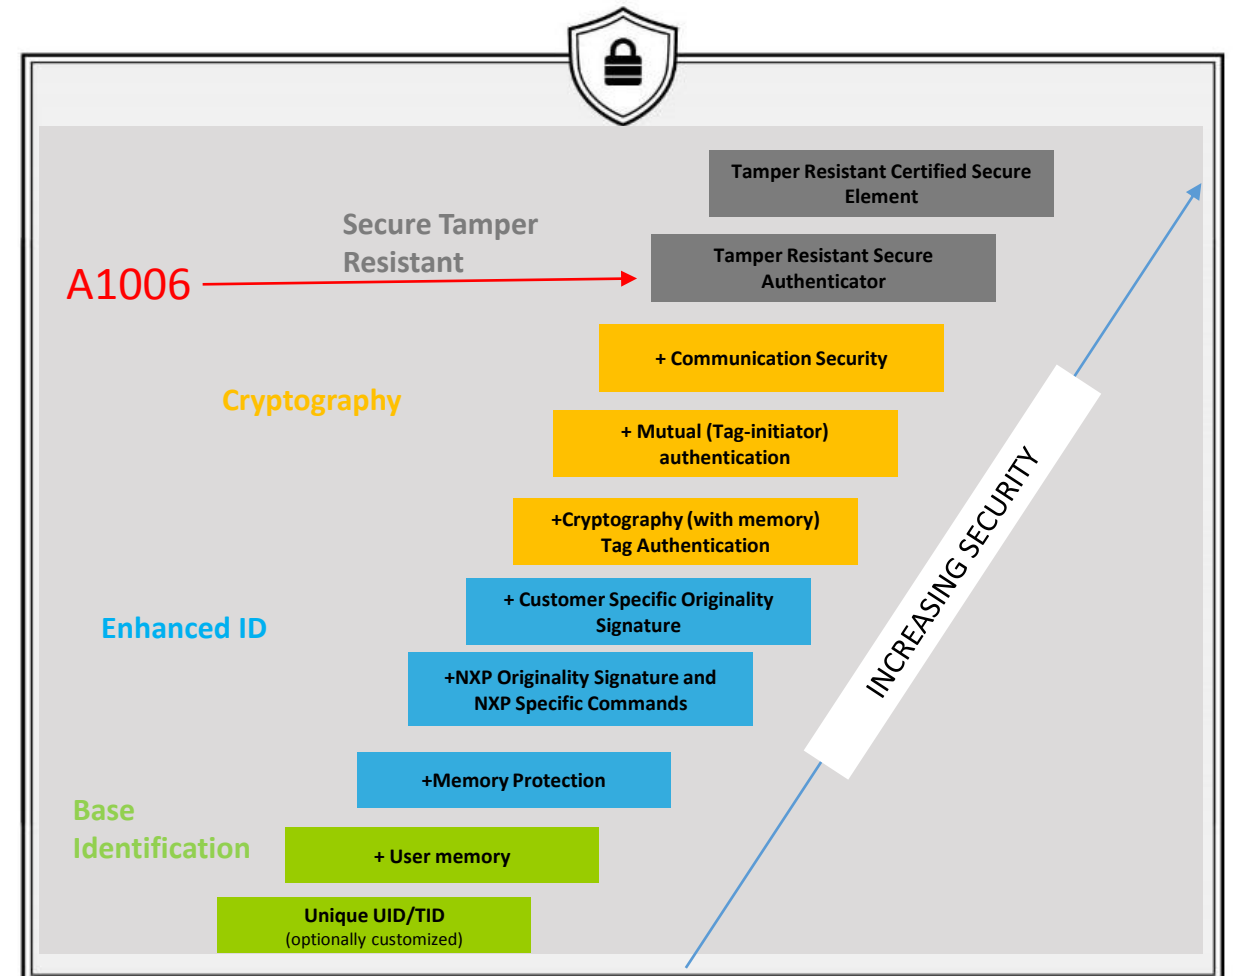 Tamper Resistant Certified Secure
Element
Secure Tamper
Resistant
Tamper Resistant Secure
Authenticator
A1006
+ Communication Security
Cryptography
+ Mutual (Tag-initiator)
authentication
+Cryptography (with memory)
Tag Authentication
INCREASING SECURITY
+ Customer Specific Originality
Signature
Enhanced ID
+NXP Originality Signature and
NXP Specific Commands
+Memory Protection
Base
Identification
+ User memory
Unique UID/TID
(optionally customized)